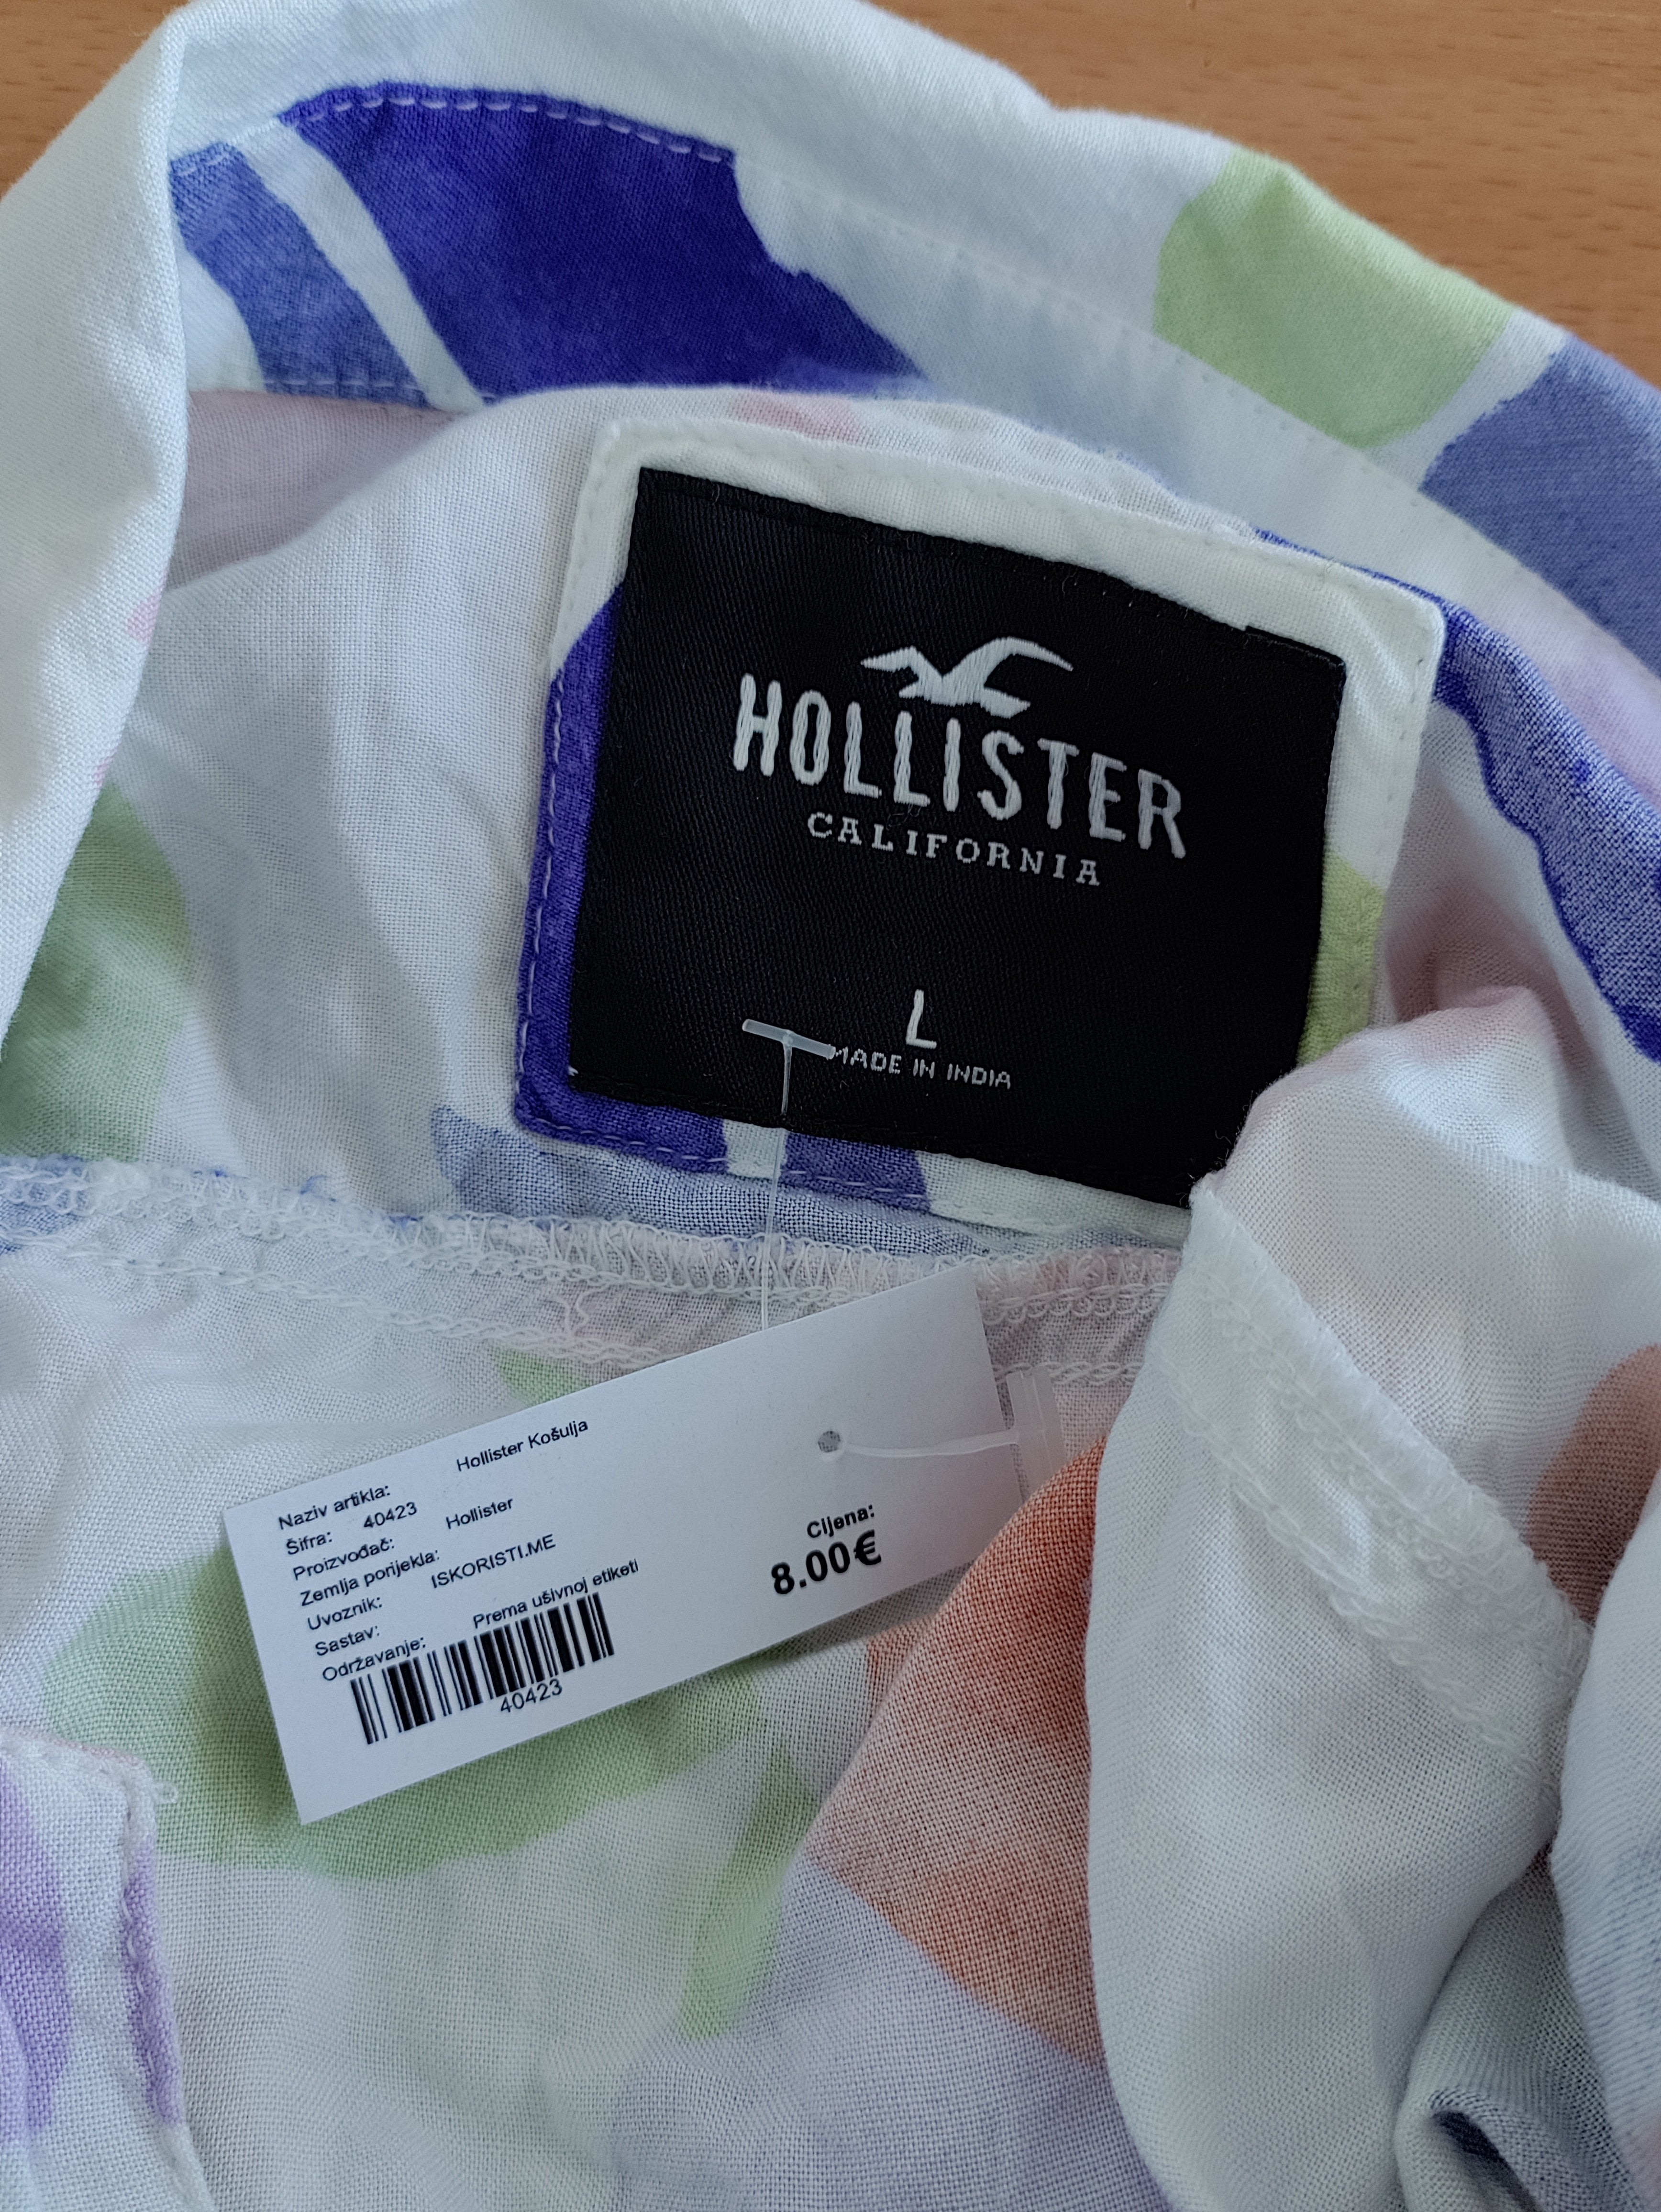 HOLLISTER
CALIFORNIA
L
MADE IN INDIA
Naziv artikla: Hollister Košulja
Šifra: 40423
Proizvođač: Hollister
Zemlja porijekla:
Uvoznik: ISKORISTI.ME
Sastav:
Održavanje: Prema ušivnoj etiketi
40423
Cijena:
8.00€